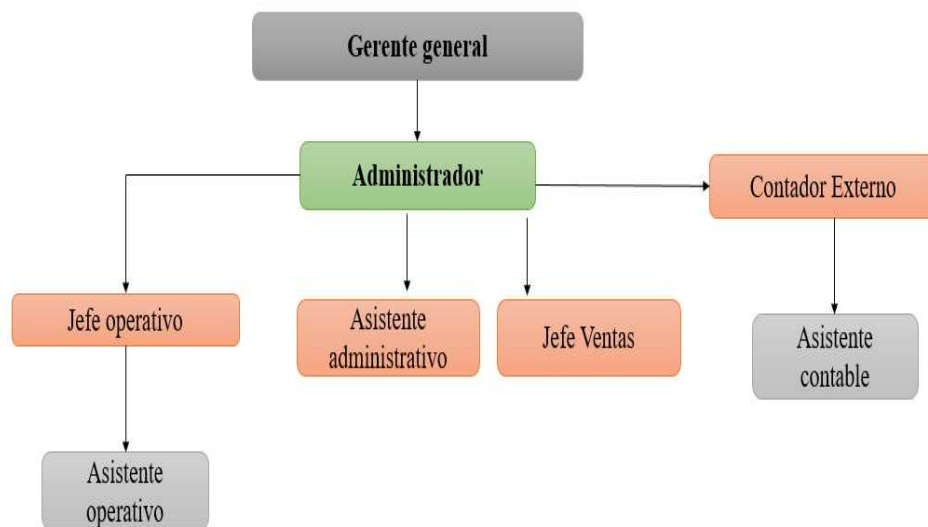 Gerente general
Administrador
Contador Externo
Jefe operativo
Asistente
administrativo
Jefe Ventas
Asistente
contable
Asistente
operativo